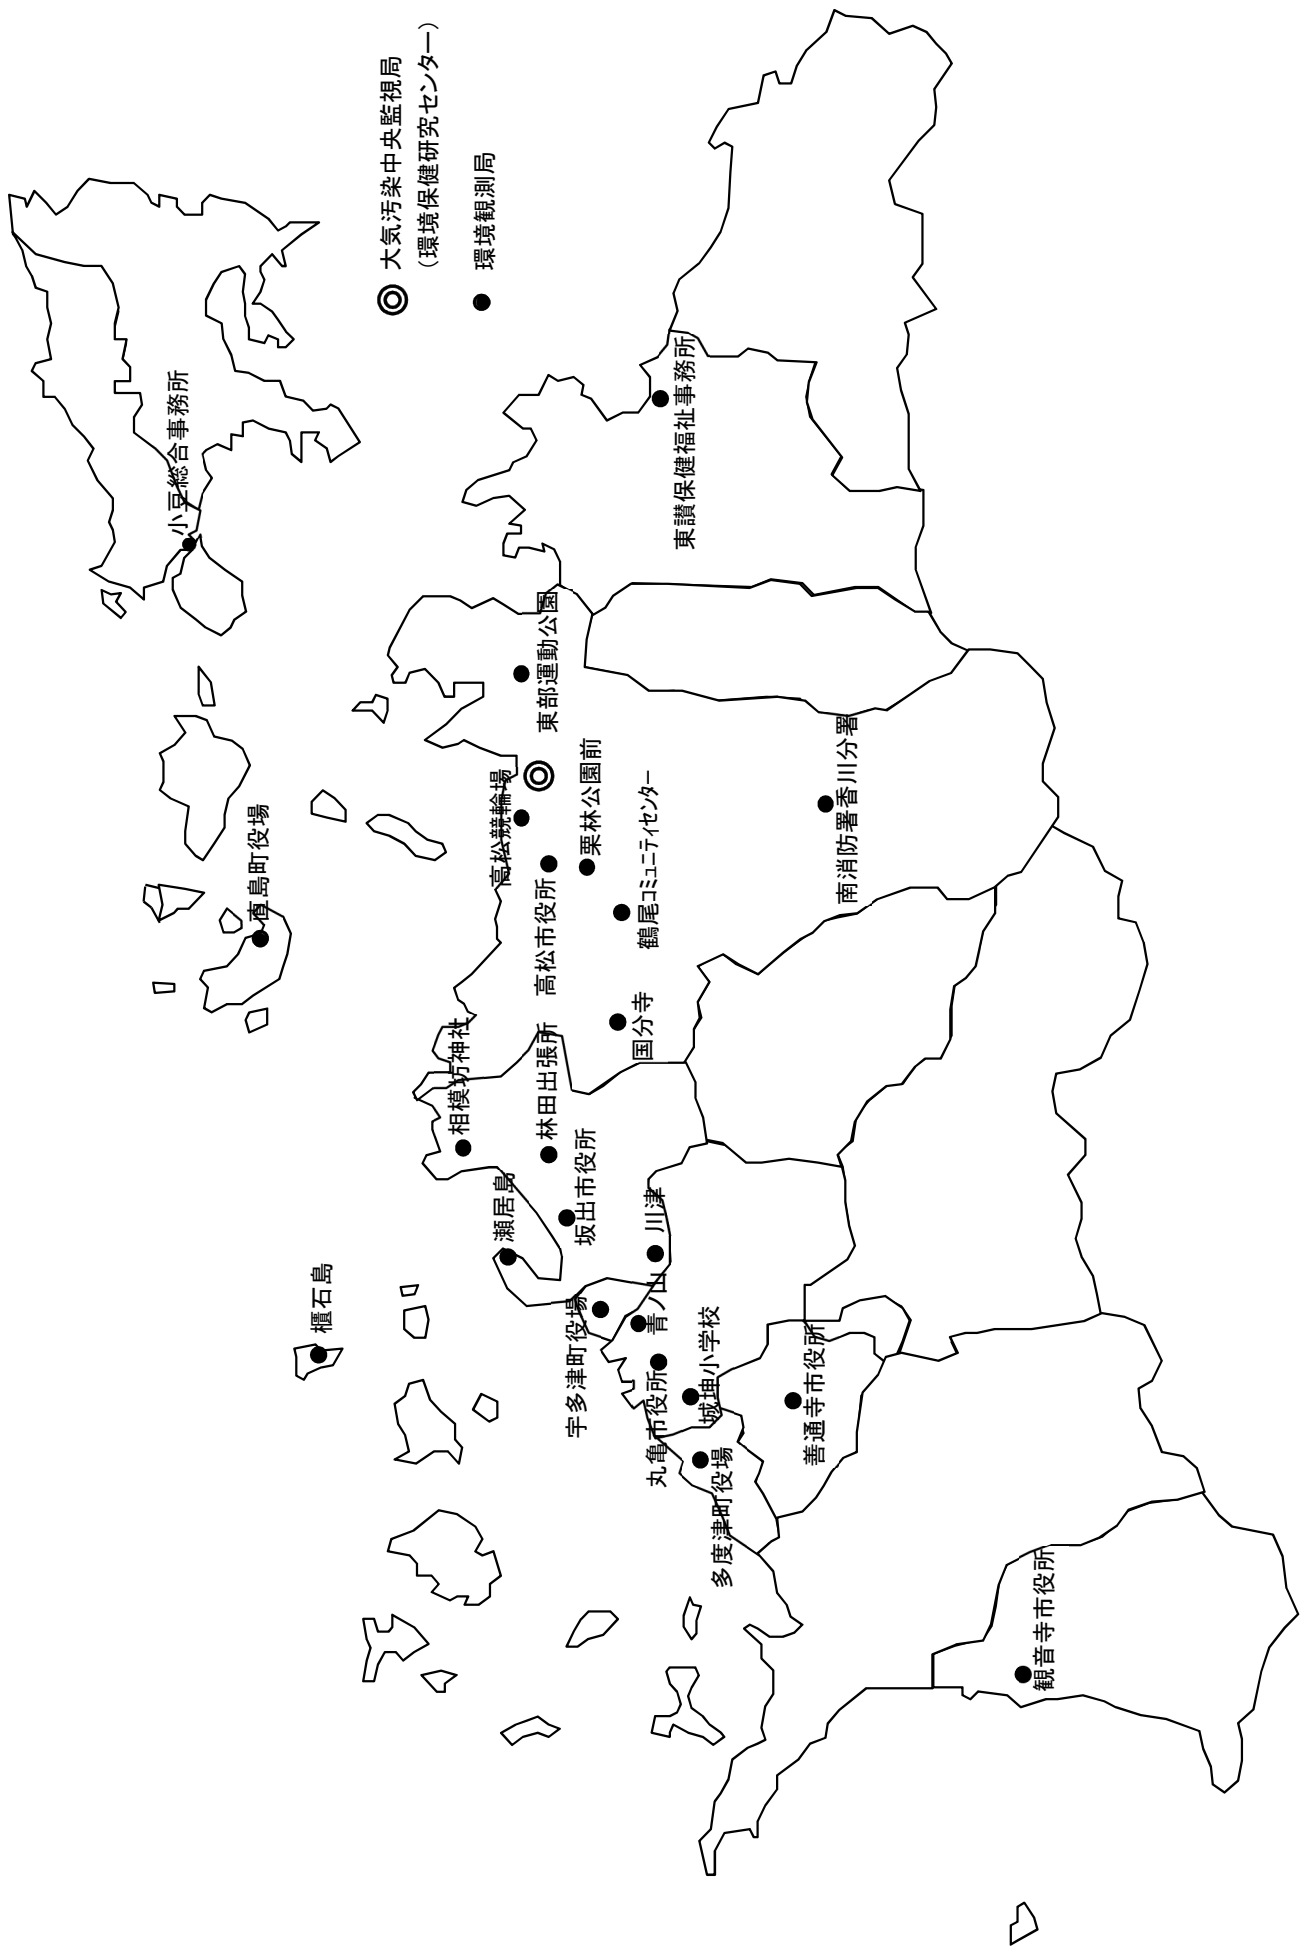 大気汚染中央監視局
（環境保健研究センター）
環境観測局
小豆総合事務所
直島町役場
櫃石島
東讃保健福祉事務所
東部運動公園
高松競輪場
栗林公園前
高松市役所
鶴尾コミュニティセンター
南消防署香川分署
国分寺
相模坊神社
林田出張所
坂出市役所
瀬居島
川津
青ノ山
宇多津町役場
丸亀市役所
城坤小学校
善通寺市役所
多度津町役場
観音寺市役所